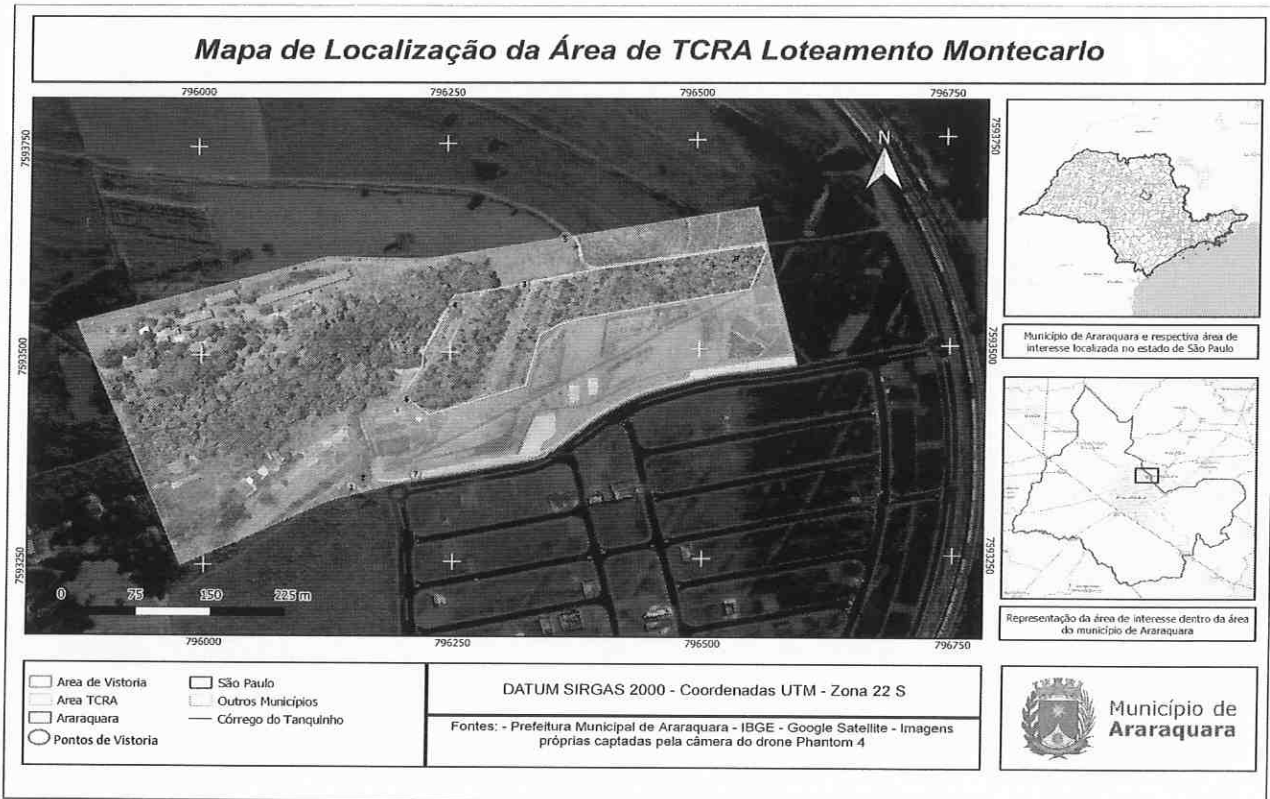 Mapa de Localização da Área de TCRA Loteamento Montecarlo
796000 796250 796500 796750
7593750 7593750
N
7593500 7593500
7593250 7593250
0 75 150 225 m
796000 796250 796500 796750
Município de Araraquara e respectiva área de
interesse localizada no estado de São Paulo
Representação da área de interesse dentro da área
do município de Araraquara
Area de Vistoria
Area TCRA
Araraquara
Pontos de Vistoria
São Paulo
Outros Municípios
Córrego do Tanquinho
DATUM SIRGAS 2000 - Coordenadas UTM - Zona 22 S
Fontes: - Prefeitura Municipal de Araraquara - IBGE - Google Satellite - Imagens
próprias captadas pela câmera do drone Phantom 4
Município de
Araraquara